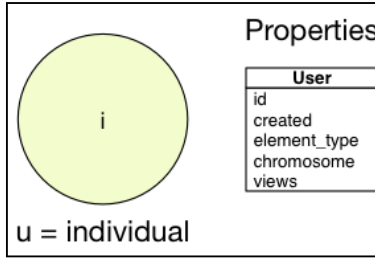 Properties
User
id
created
element_type
chromosome
views
i
u = individual